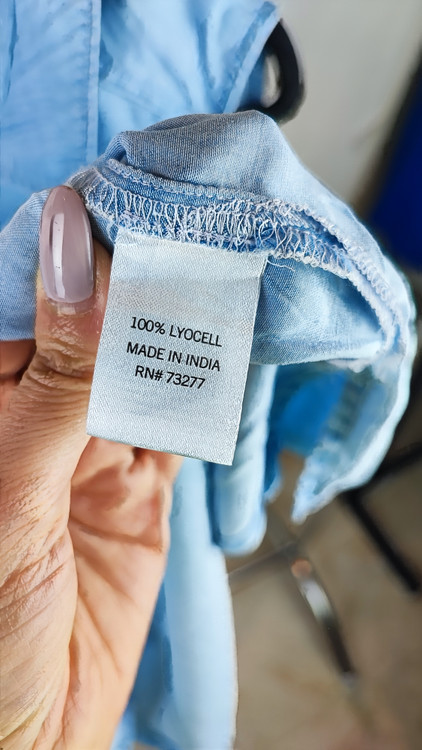 100% LYOCELL
MADE IN INDIA
RN# 73277